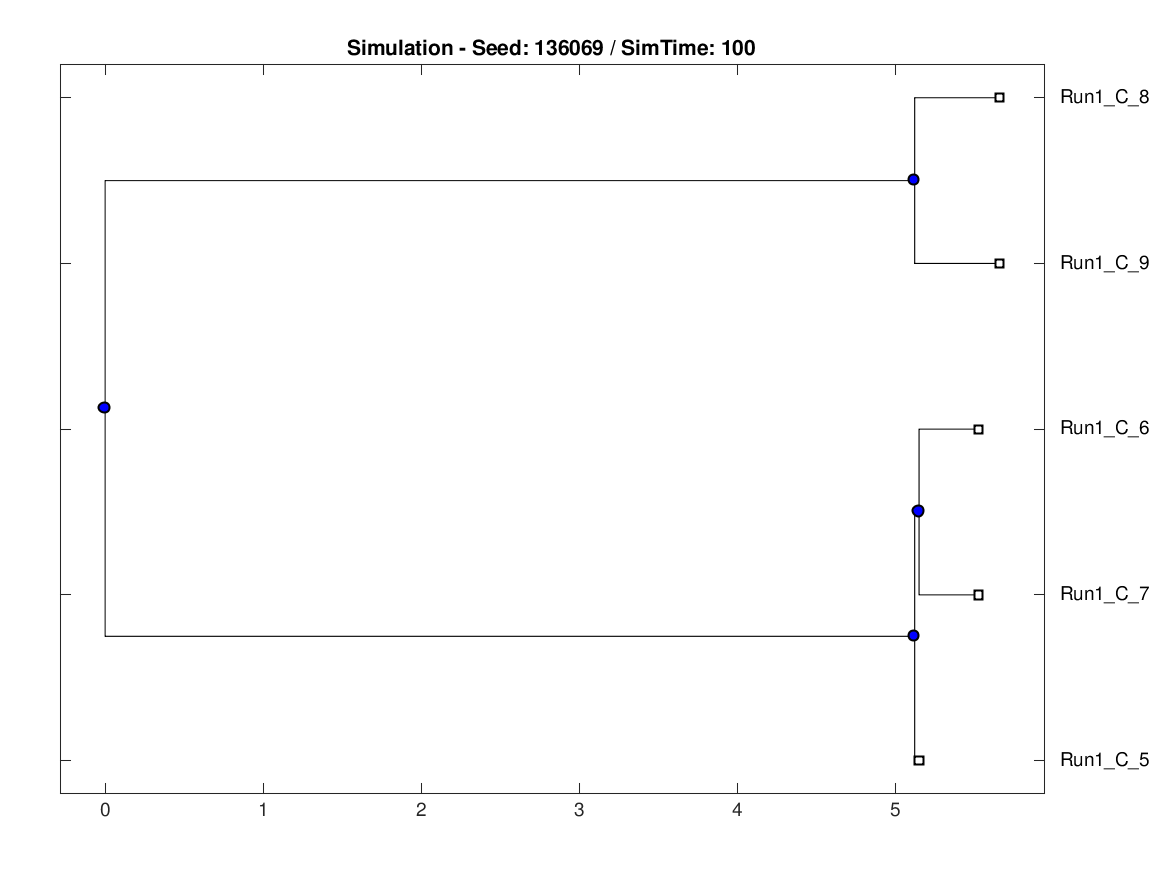 Simulation - Seed: 136069 / SimTime: 100
Run1_C_8
Run1_C_9
Run1_C_6
Run1_C_7
Run1_C_5
0 1 2 3 4 5